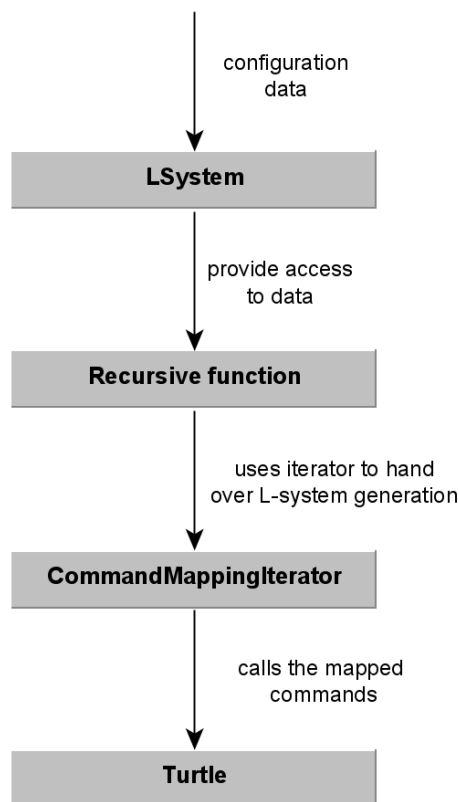 configuration
data
LSystem
provide access
to data
Recursive function
uses iterator to hand
over L-system generation
CommandMappingIterator
calls the mapped
commands
Turtle